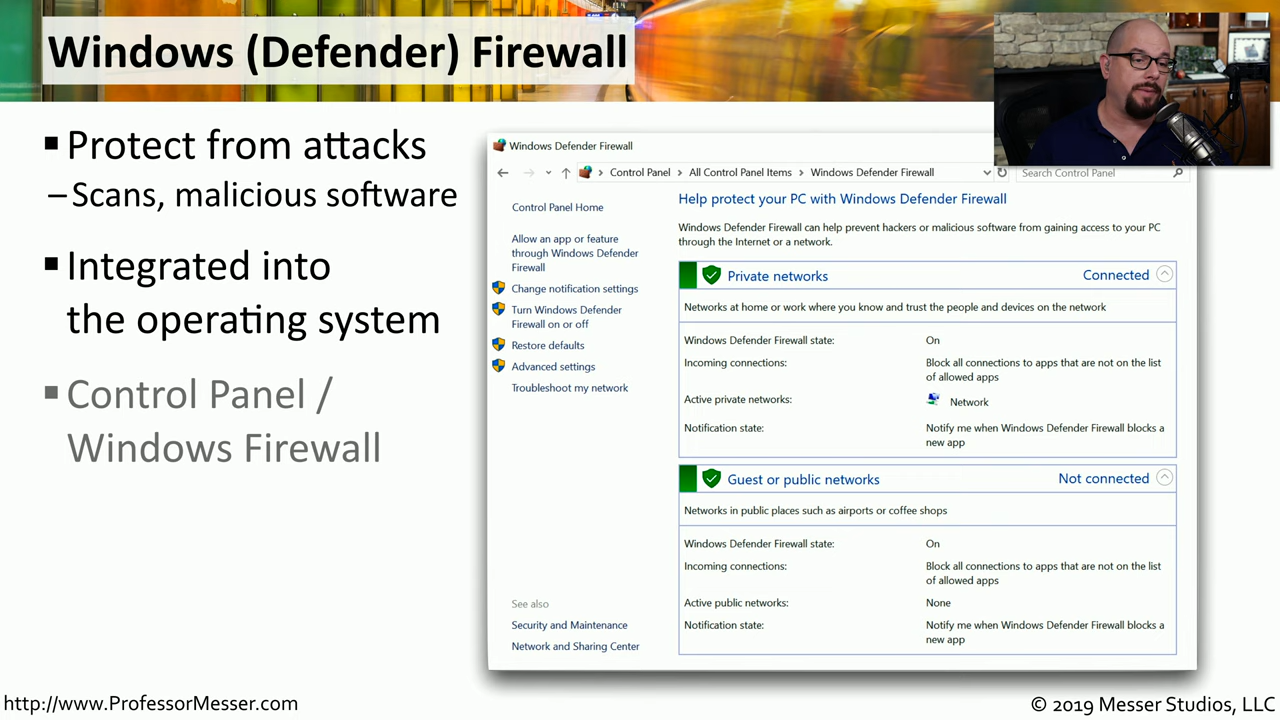 Windows (Defender) Firewall
▪ Protect from attacks
– Scans, malicious software
▪ Integrated into
the operating system
▪ Control Panel /
Windows Firewall
Windows Defender Firewall
Control Panel > All Control Panel Items > Windows Defender Firewall
Search Control Panel
Control Panel Home
Allow an app or feature
through Windows Defender
Firewall
Change notification settings
Turn Windows Defender
Firewall on or off
Restore defaults
Advanced settings
Troubleshoot my network
See also
Security and Maintenance
Network and Sharing Center
Help protect your PC with Windows Defender Firewall
Windows Defender Firewall can help prevent hackers or malicious software from gaining access to your PC
through the Internet or a network.
Private networks Connected
Networks at home or work where you know and trust the people and devices on the network
Windows Defender Firewall state: On
Incoming connections: Block all connections to apps that are not on the list
of allowed apps
Active private networks: Network
Notification state: Notify me when Windows Defender Firewall blocks a
new app
Guest or public networks Not connected
Networks in public places such as airports or coffee shops
Windows Defender Firewall state: On
Incoming connections: Block all connections to apps that are not on the list
of allowed apps
Active public networks: None
Notification state: Notify me when Windows Defender Firewall blocks a
new app
http://www.ProfessorMesser.com
© 2019 Messer Studios, LLC